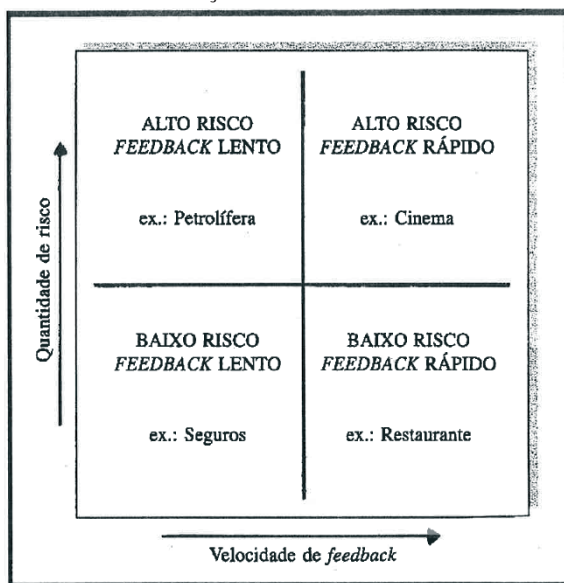 ALTO RISCO
FEEDBACK LENTO
ex.: Petrolífera
ALTO RISCO
FEEDBACK RÁPIDO
ex.: Cinema
BAIXO RISCO
FEEDBACK LENTO
ex.: Seguros
BAIXO RISCO
FEEDBACK RÁPIDO
ex.: Restaurante
Quantidade de risco
Velocidade de feedback